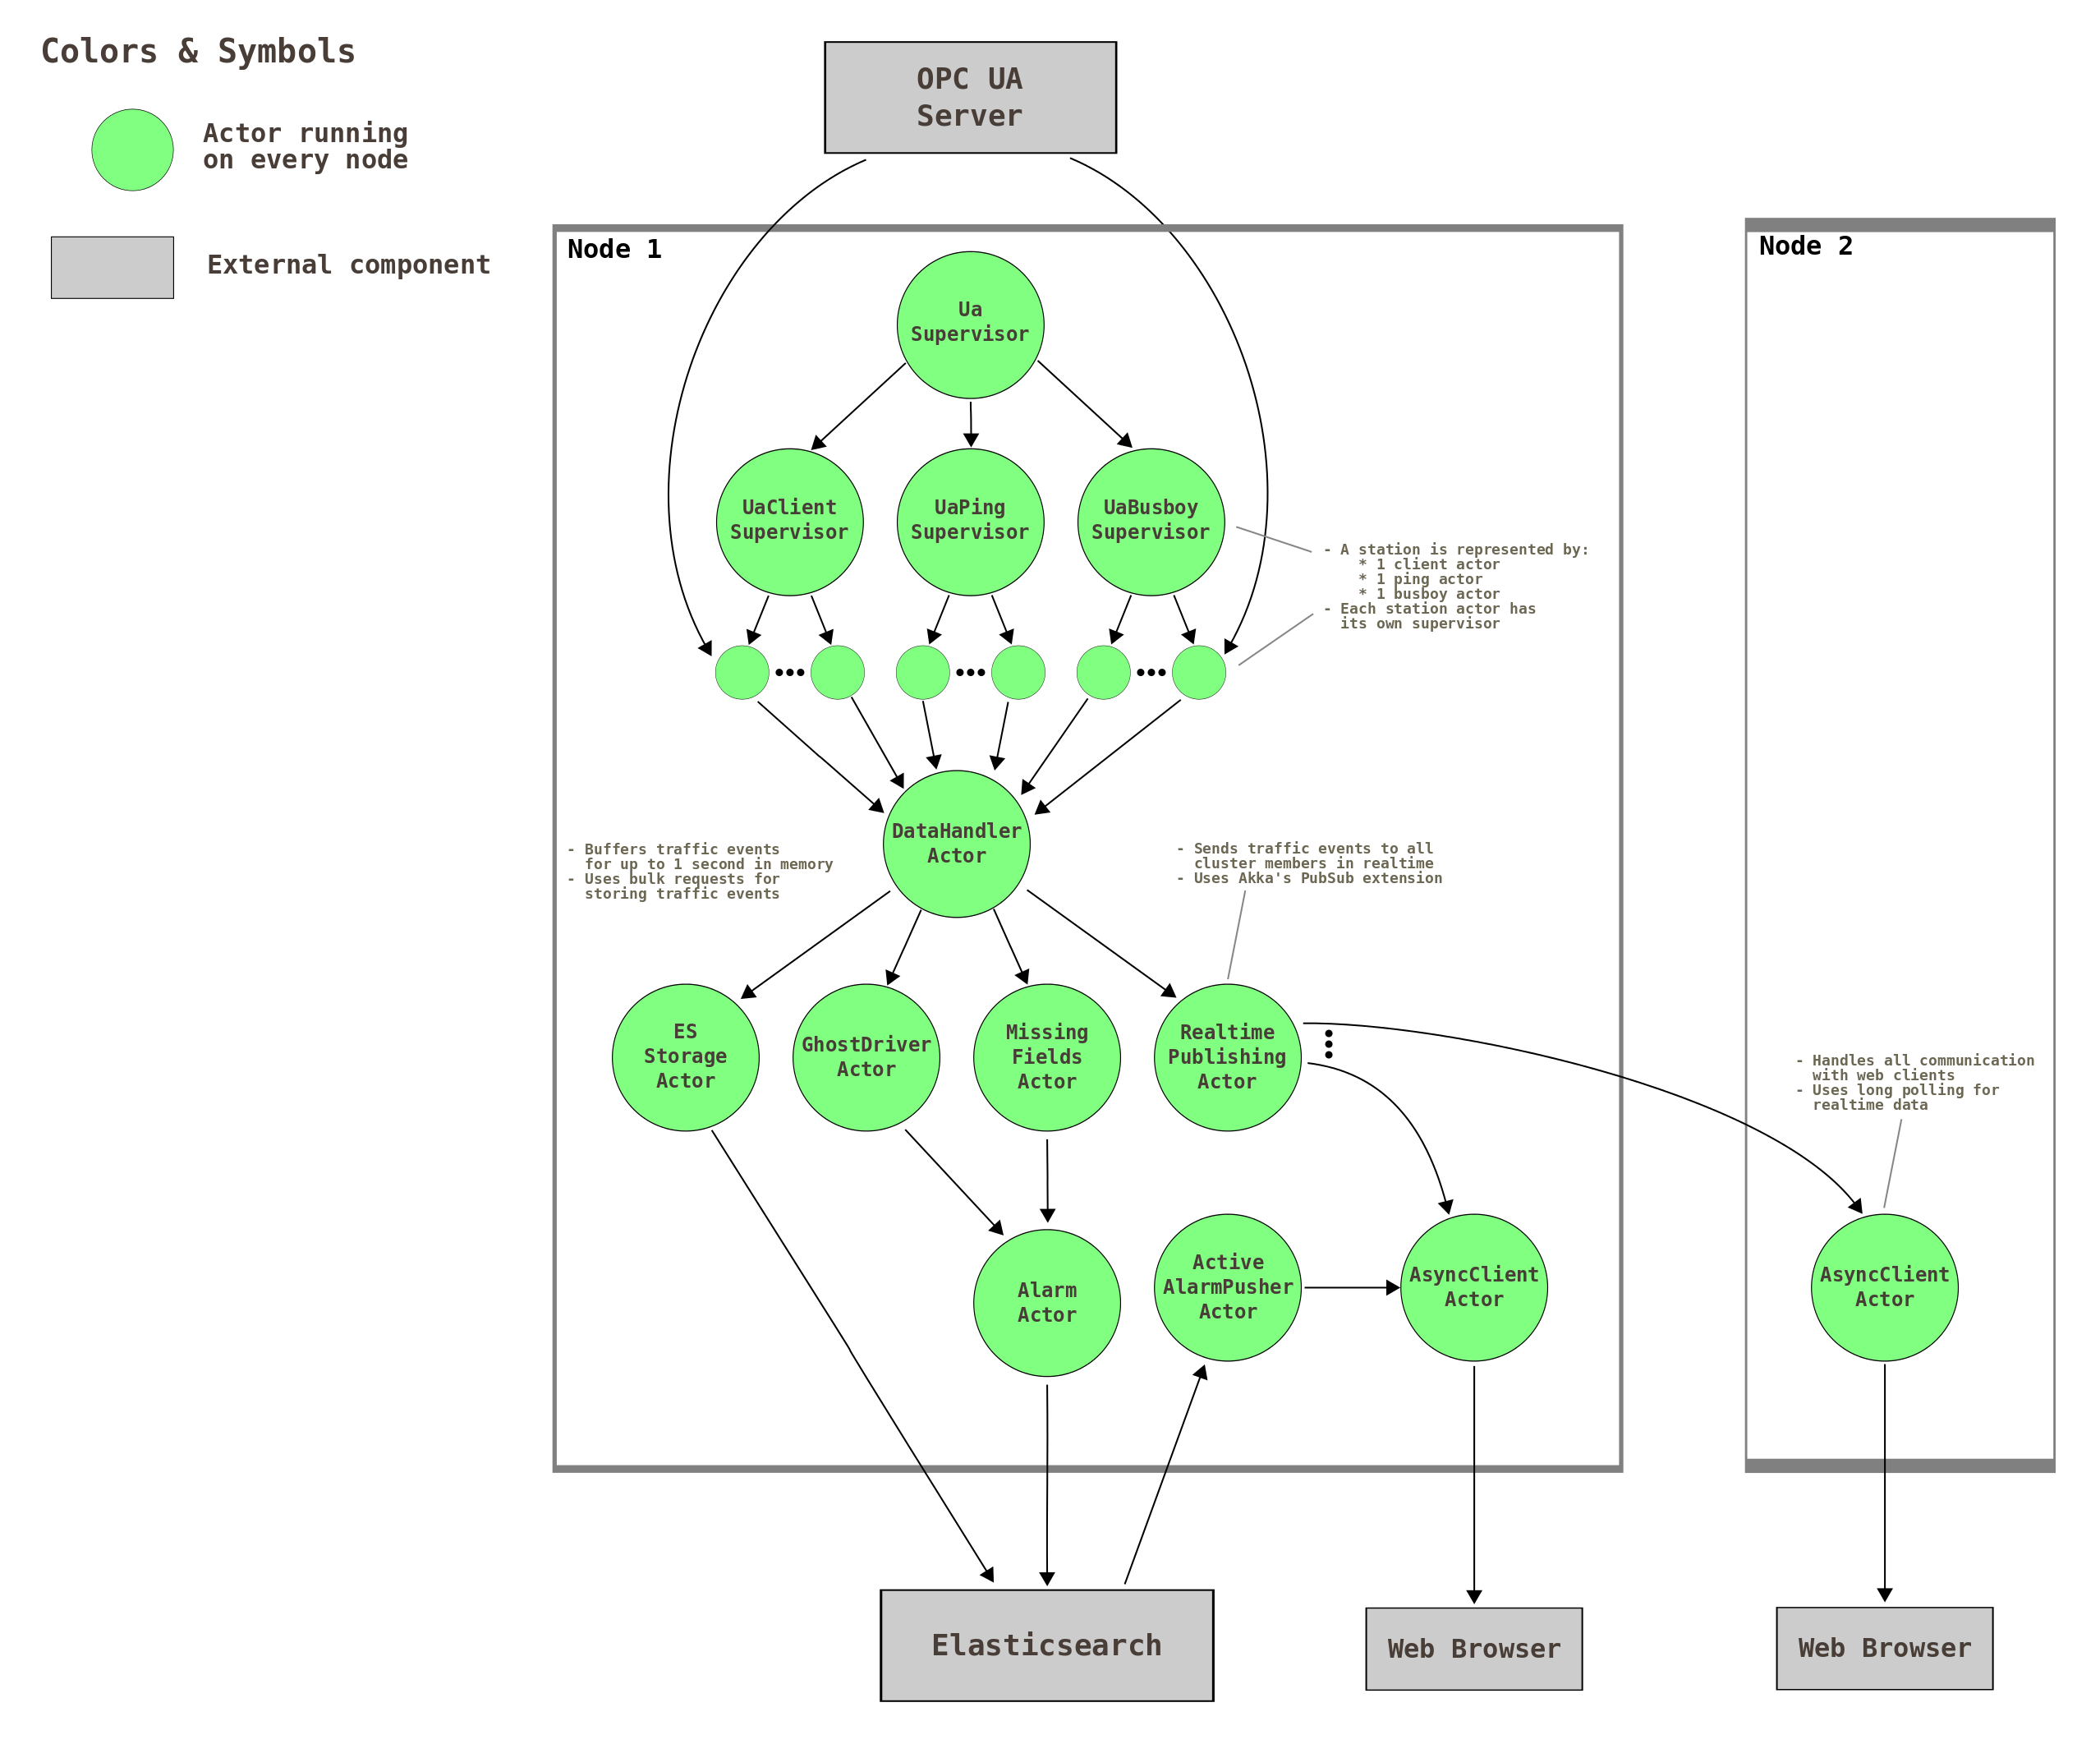 Colors & Symbols
Actor running
on every node
External component
OPC UA
Server
Node 1
Node 2
Ua
Supervisor
UaClient
Supervisor
UaPing
Supervisor
UaBusboy
Supervisor
- A station is represented by:
* 1 client actor
* 1 ping actor
* 1 busboy actor
- Each station actor has
its own supervisor
DataHandler
Actor
- Buffers traffic events
for up to 1 second in memory
- Uses bulk requests for
storing traffic events
- Sends traffic events to all
cluster members in realtime
- Uses Akka's PubSub extension
ES
Storage
Actor
GhostDriver
Actor
Missing
Fields
Actor
Realtime
Publishing
Actor
- Handles all communication
with web clients
- Uses long polling for
realtime data
Alarm
Actor
Active
AlarmPusher
Actor
AsyncClient
Actor
AsyncClient
Actor
Elasticsearch
Web Browser
Web Browser